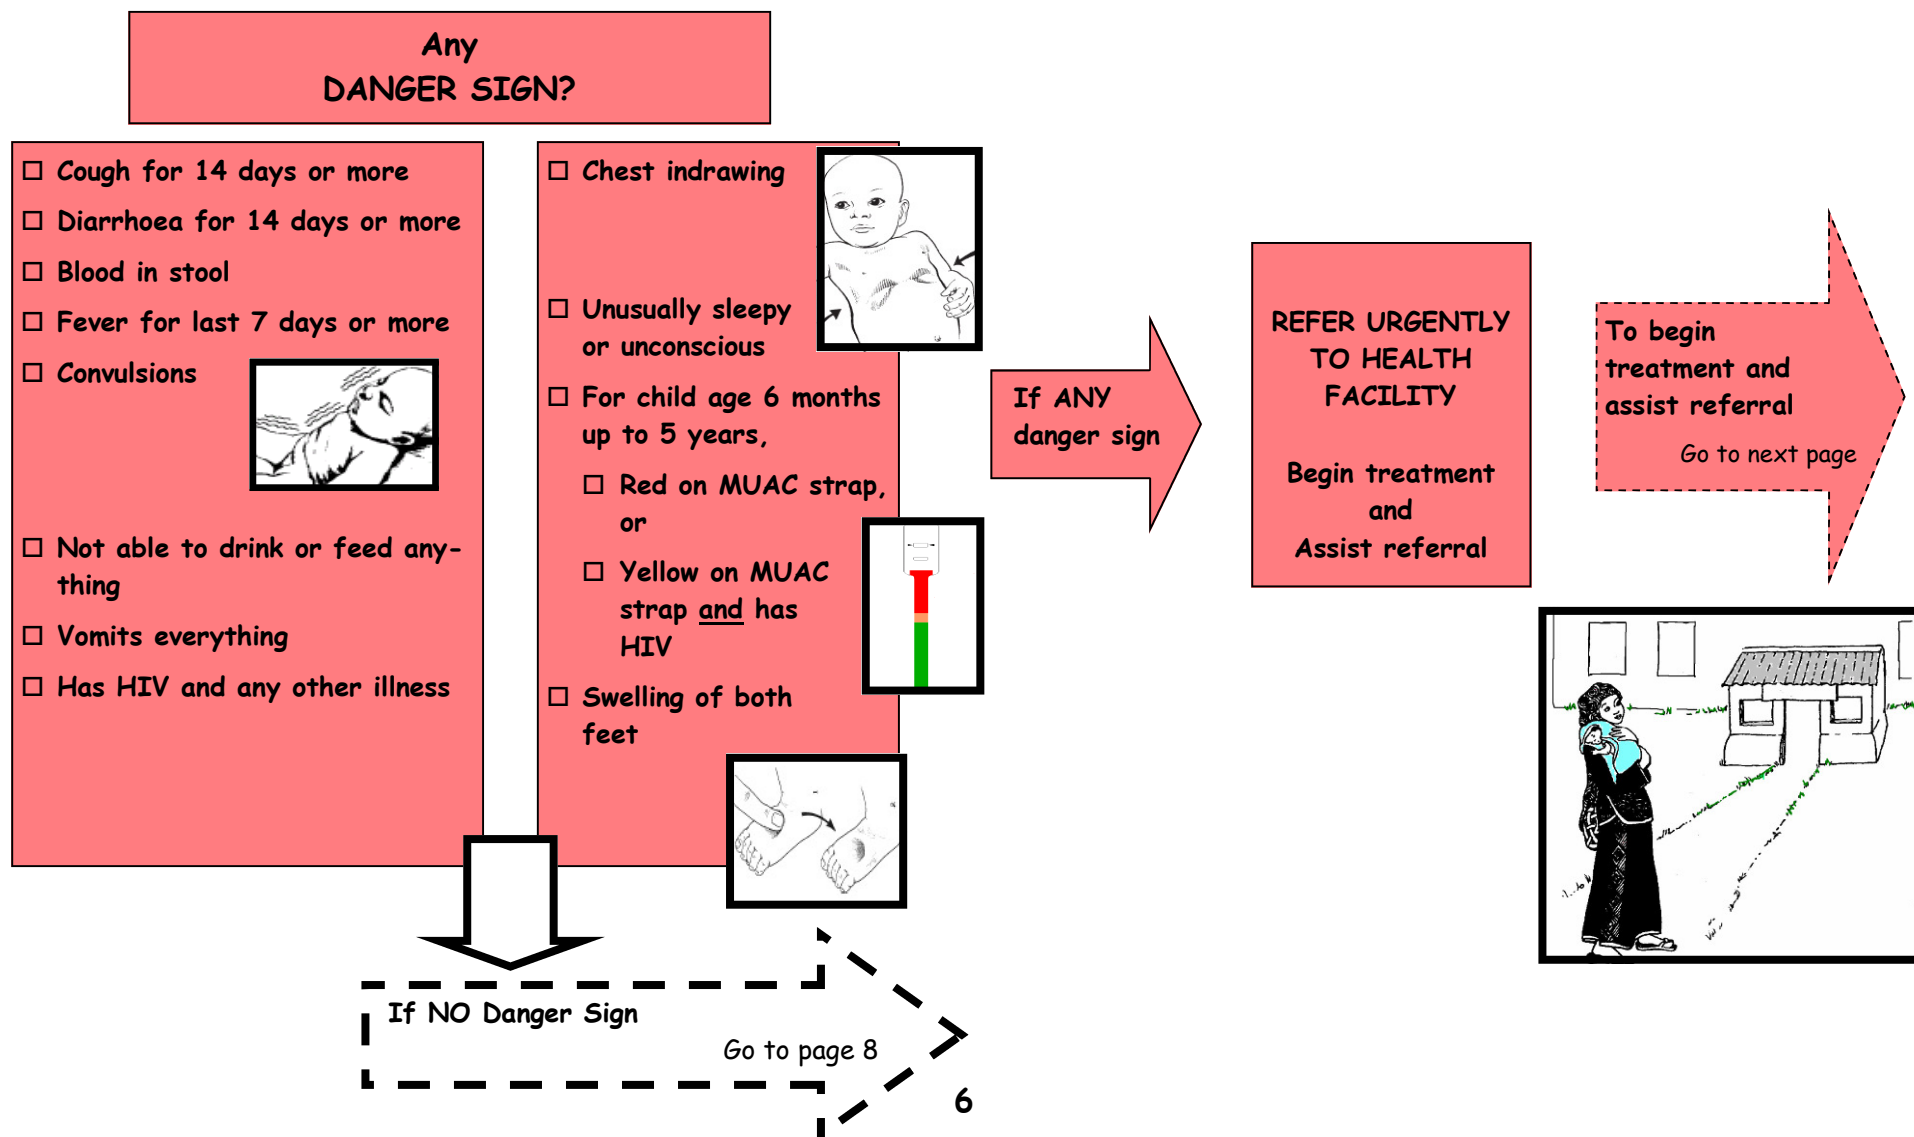 Any
DANGER SIGN?
☐ Cough for 14 days or more
☐ Diarrhoea for 14 days or more
☐ Blood in stool
☐ Fever for last 7 days or more
☐ Convulsions
☐ Not able to drink or feed any-
thing
☐ Vomits everything
☐ Has HIV and any other illness
☐ Chest indrawing
☐ Unusually sleepy
or unconscious
☐ For child age 6 months
up to 5 years,
☐ Red on MUAC strap,
or
☐ Yellow on MUAC
strap and has
HIV
☐ Swelling of both
feet
If ANY
danger sign
REFER URGENTLY
TO HEALTH
FACILITY
Begin treatment
and
Assist referral
To begin
treatment and
assist referral
Go to next page
If NO Danger Sign
Go to page 8
6